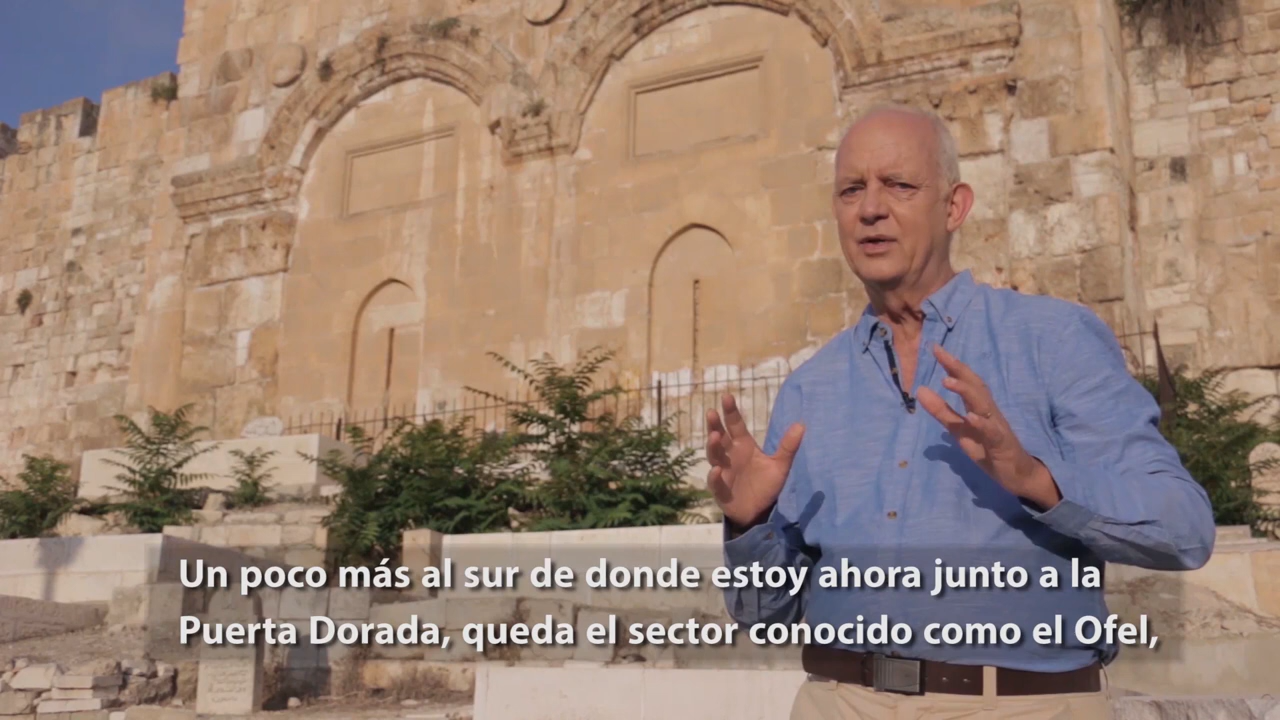 Un poco más al sur de donde estoy ahora junto a la
Puerta Dorada, queda el sector conocido como el Ofel,